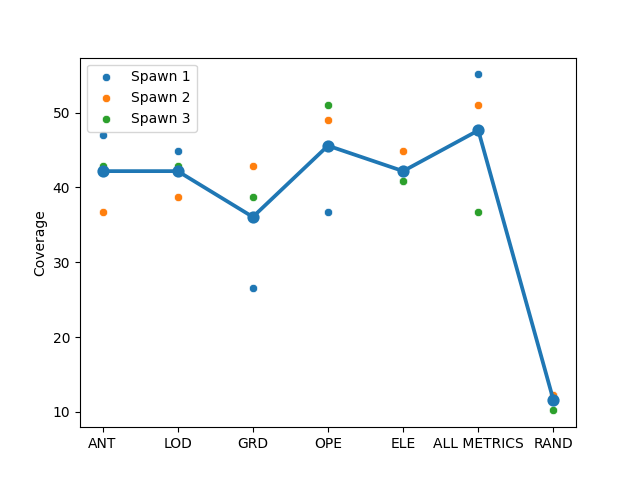 Spawn 1
Spawn 2
Spawn 3
Coverage
50
40
30
20
10
ANT LOD GRD OPE ELE ALL METRICS RAND